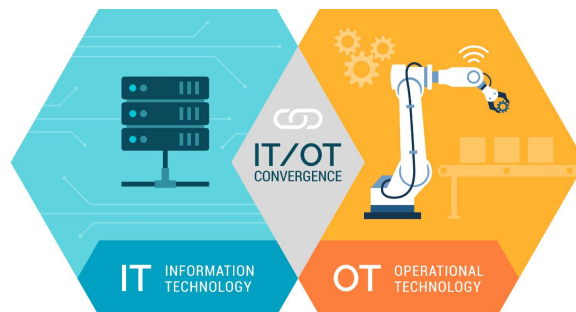 IT/OT
CONVERGENCE
IT INFORMATION
TECHNOLOGY
OT OPERATIONAL
TECHNOLOGY